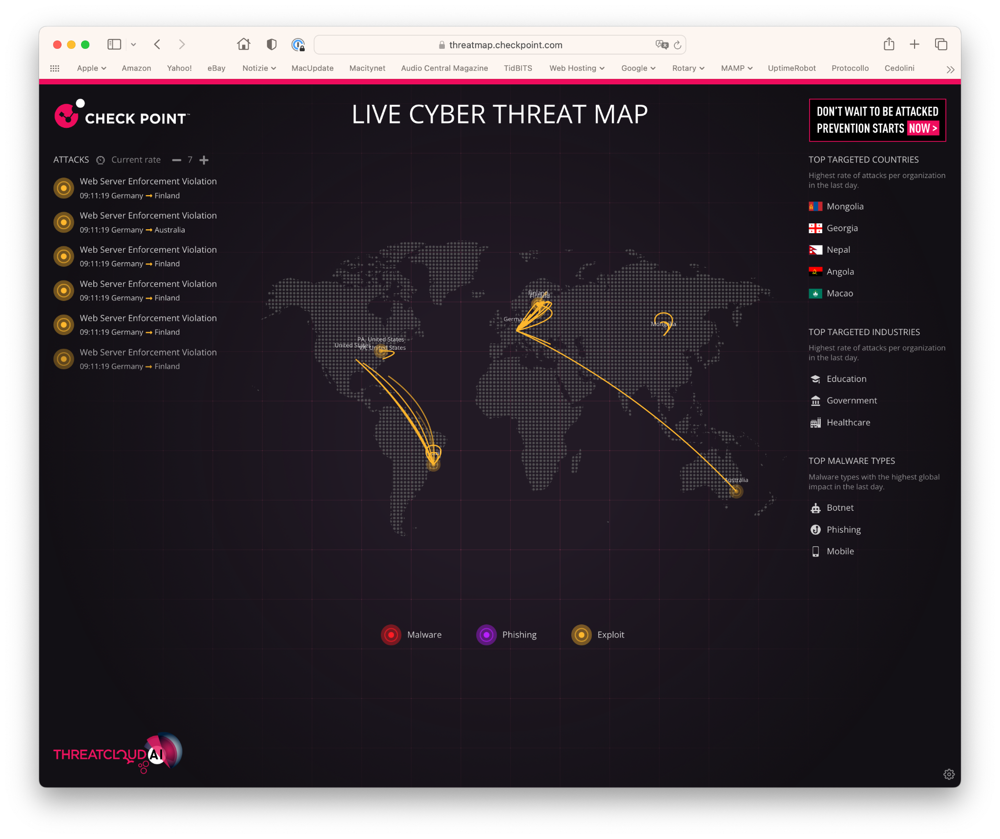 threatmap.checkpoint.com
Apple
Amazon
Yahoo!
eBay
Notizie
MacUpdate
Macitynet
Audio Central Magazine
TidBITS
Web Hosting
Google
Rotary
MAMP
UptimeRobot
Protocollo
Cedolini
CHECK POINT™
LIVE CYBER THREAT MAP
DON'T WAIT TO BE ATTACKED
PREVENTION STARTS NOW >
ATTACKS Current rate — 7 +
Web Server Enforcement Violation
09:11:19 Germany → Finland
Web Server Enforcement Violation
09:11:19 Germany → Australia
Web Server Enforcement Violation
09:11:19 Germany → Finland
Web Server Enforcement Violation
09:11:19 Germany → Finland
Web Server Enforcement Violation
09:11:19 Germany → Finland
Web Server Enforcement Violation
09:11:19 Germany → Finland
Finland
Finland
Mongolia
PA, United States
United States
VA, United States
Australia
TOP TARGETED COUNTRIES
Highest rate of attacks per organization
in the last day.
Mongolia
Georgia
Nepal
Angola
Macao
TOP TARGETED INDUSTRIES
Highest rate of attacks per organization
in the last day.
Education
Government
Healthcare
TOP MALWARE TYPES
Malware types with the highest global
impact in the last day.
Botnet
Phishing
Mobile
Malware
Phishing
Exploit
THREATCLOUD AI